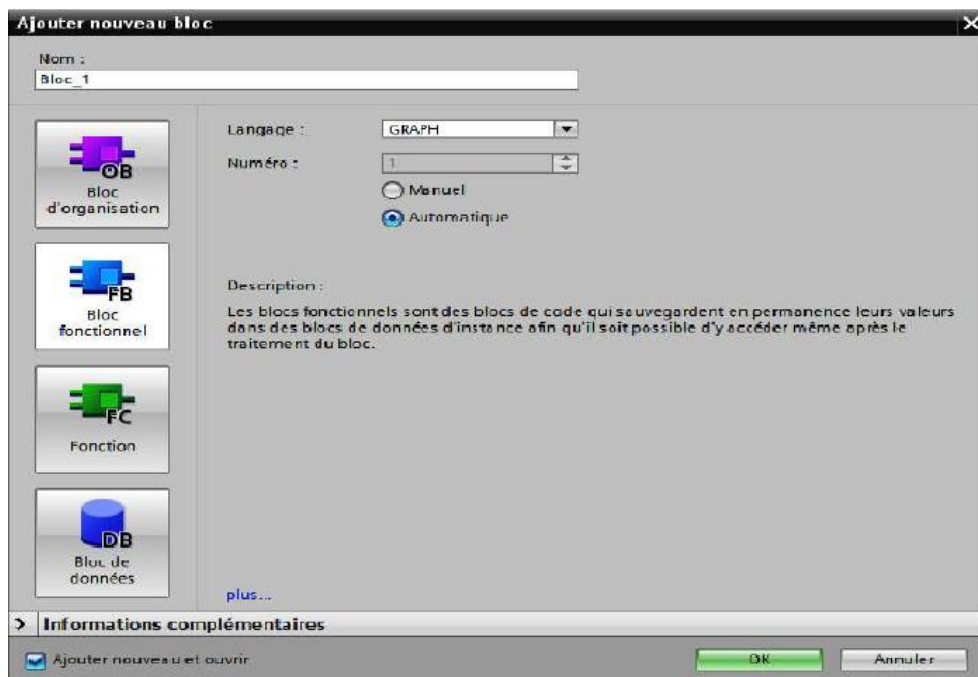 Ajouter nouveau bloc
Nom :
Bloc_1
OB
Bloc
d'organisation
FB
Bloc
fonctionnel
FC
Fonction
DB
Bloc de
données
Langage :
GRAPH
Numéro :
1
Manuel
Automatique
Description :
Les blocs fonctionnels sont des blocs de code qui sauvegardent en permanence leurs valeurs
dans des blocs de données d'instance afin qu'il soit possible d'y accéder même après le
traitement du bloc.
plus...
Informations complémentaires
Ajouter nouveau et ouvrir
OK
Annuler